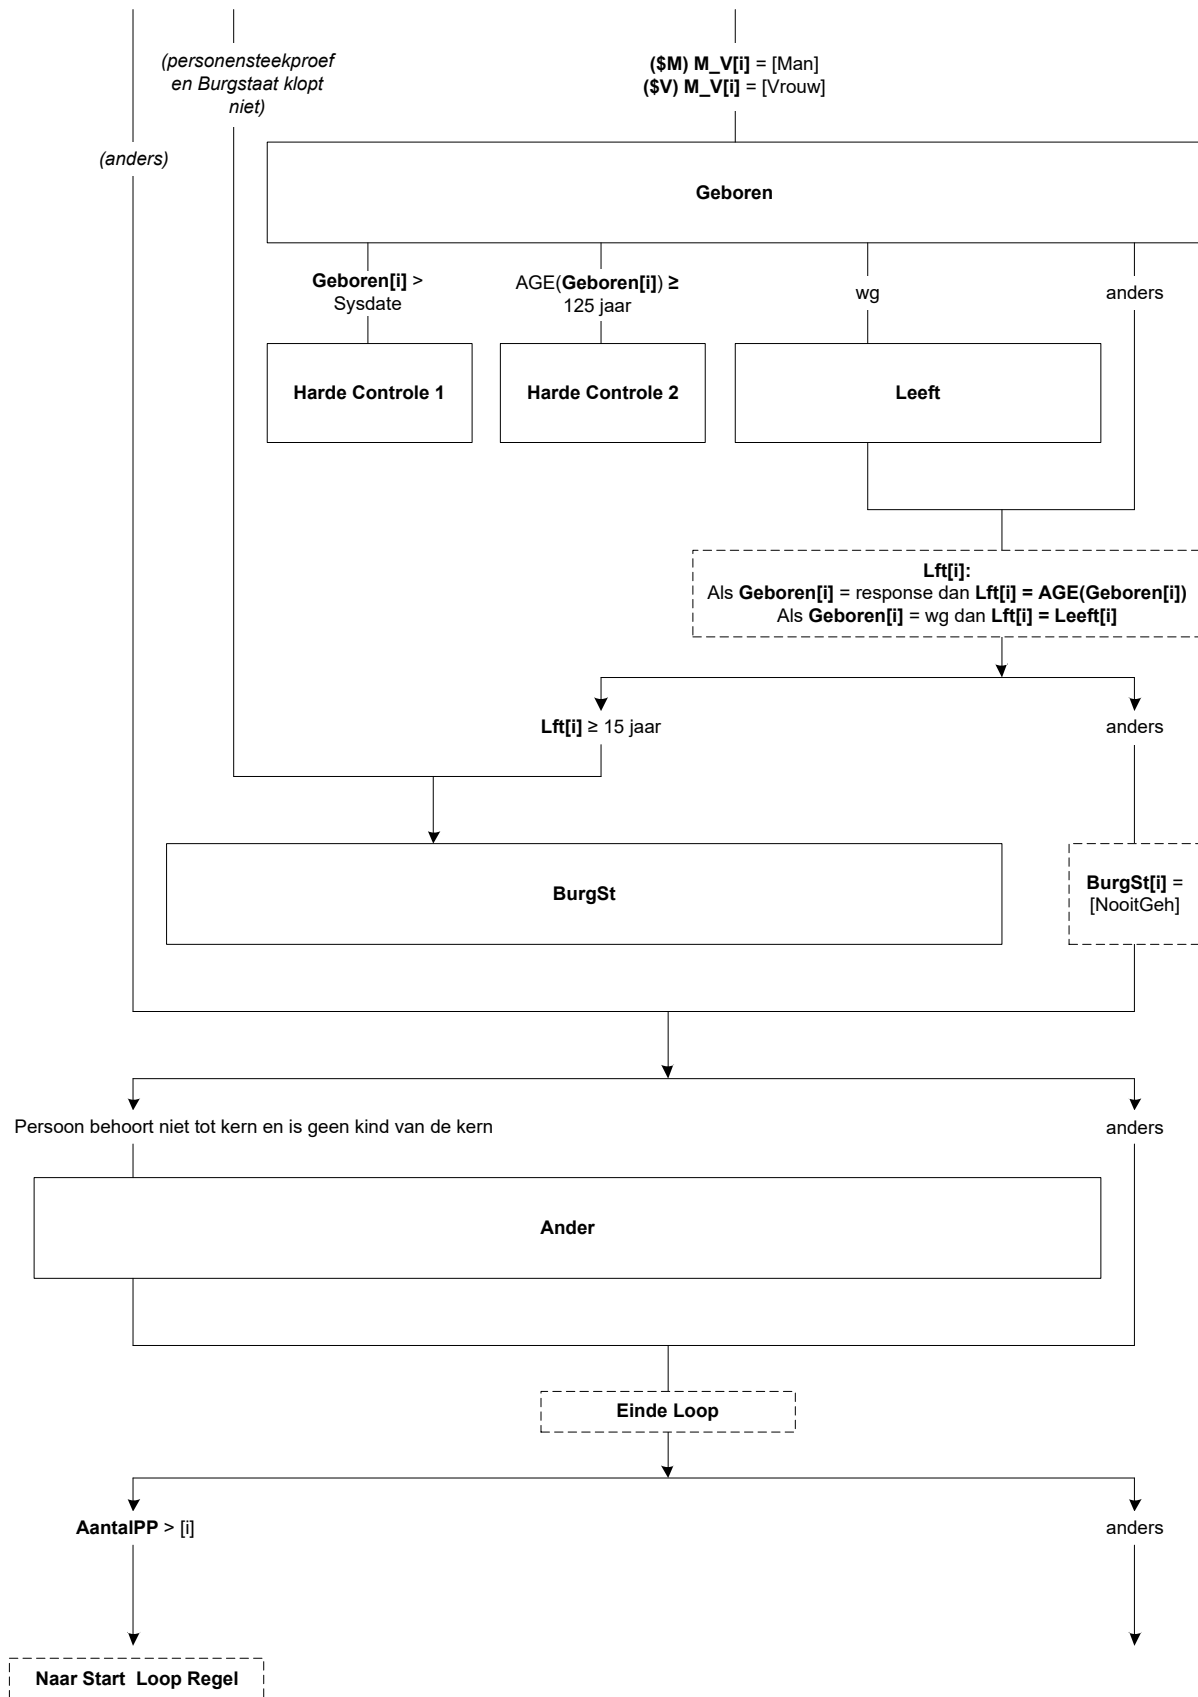 (personensteekproef
en Burgstaat klopt
niet)
($M) M_V[i] = [Man]
($V) M_V[i] = [Vrouw]
(anders)
Geboren
Geboren[i] >
Sysdate
AGE(Geboren[i]) ≥
125 jaar
wg
anders
Harde Controle 1
Harde Controle 2
Leeft
Lft[i]:
Als Geboren[i] = response dan Lft[i] = AGE(Geboren[i])
Als Geboren[i] = wg dan Lft[i] = Leeft[i]
Lft[i] ≥ 15 jaar
anders
BurgSt
BurgSt[i] =
[NooitGeh]
Persoon behoort niet tot kern en is geen kind van de kern
anders
Ander
Einde Loop
AantalPP > [i]
anders
Naar Start Loop Regel